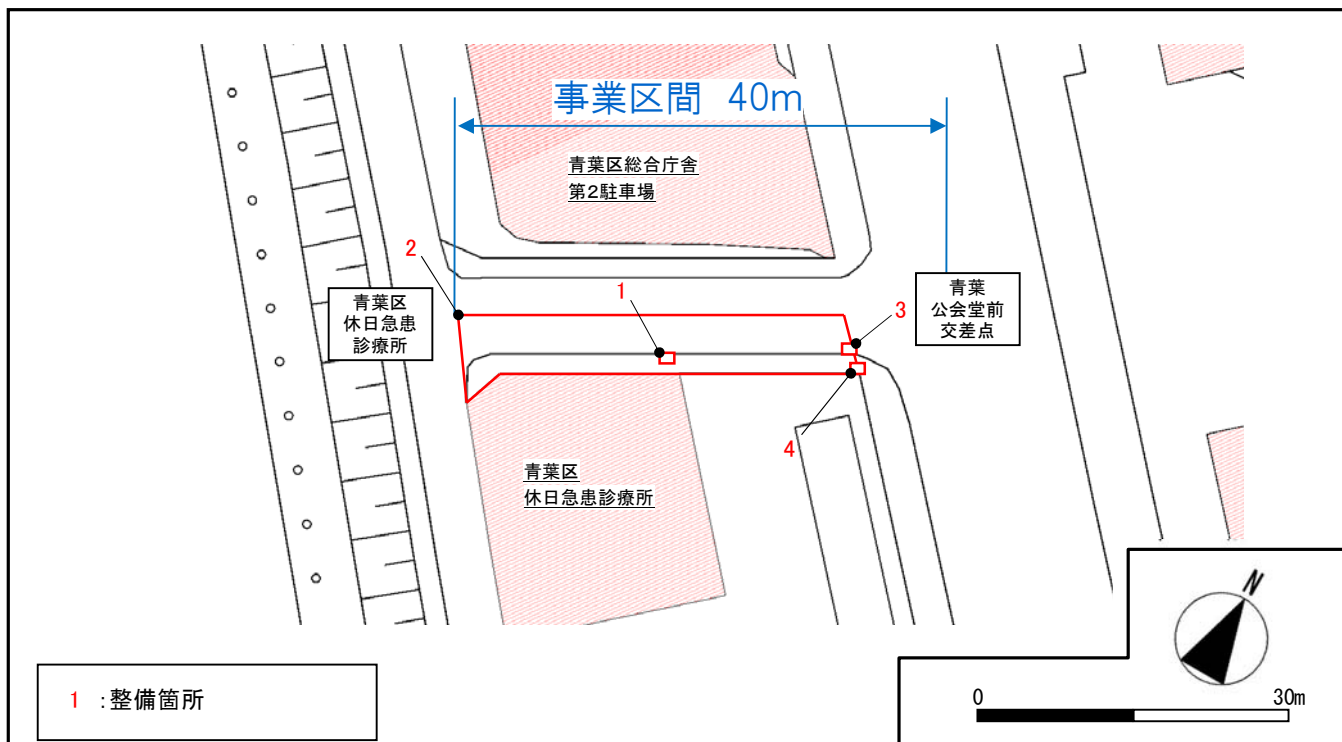 事業区間 40m
青葉区総合庁舎
第2駐車場
2
1
3
4
青葉区
休日急患
診療所
青葉
公会堂前
交差点
青葉区
休日急患診療所
N
1 :整備箇所
0 30m